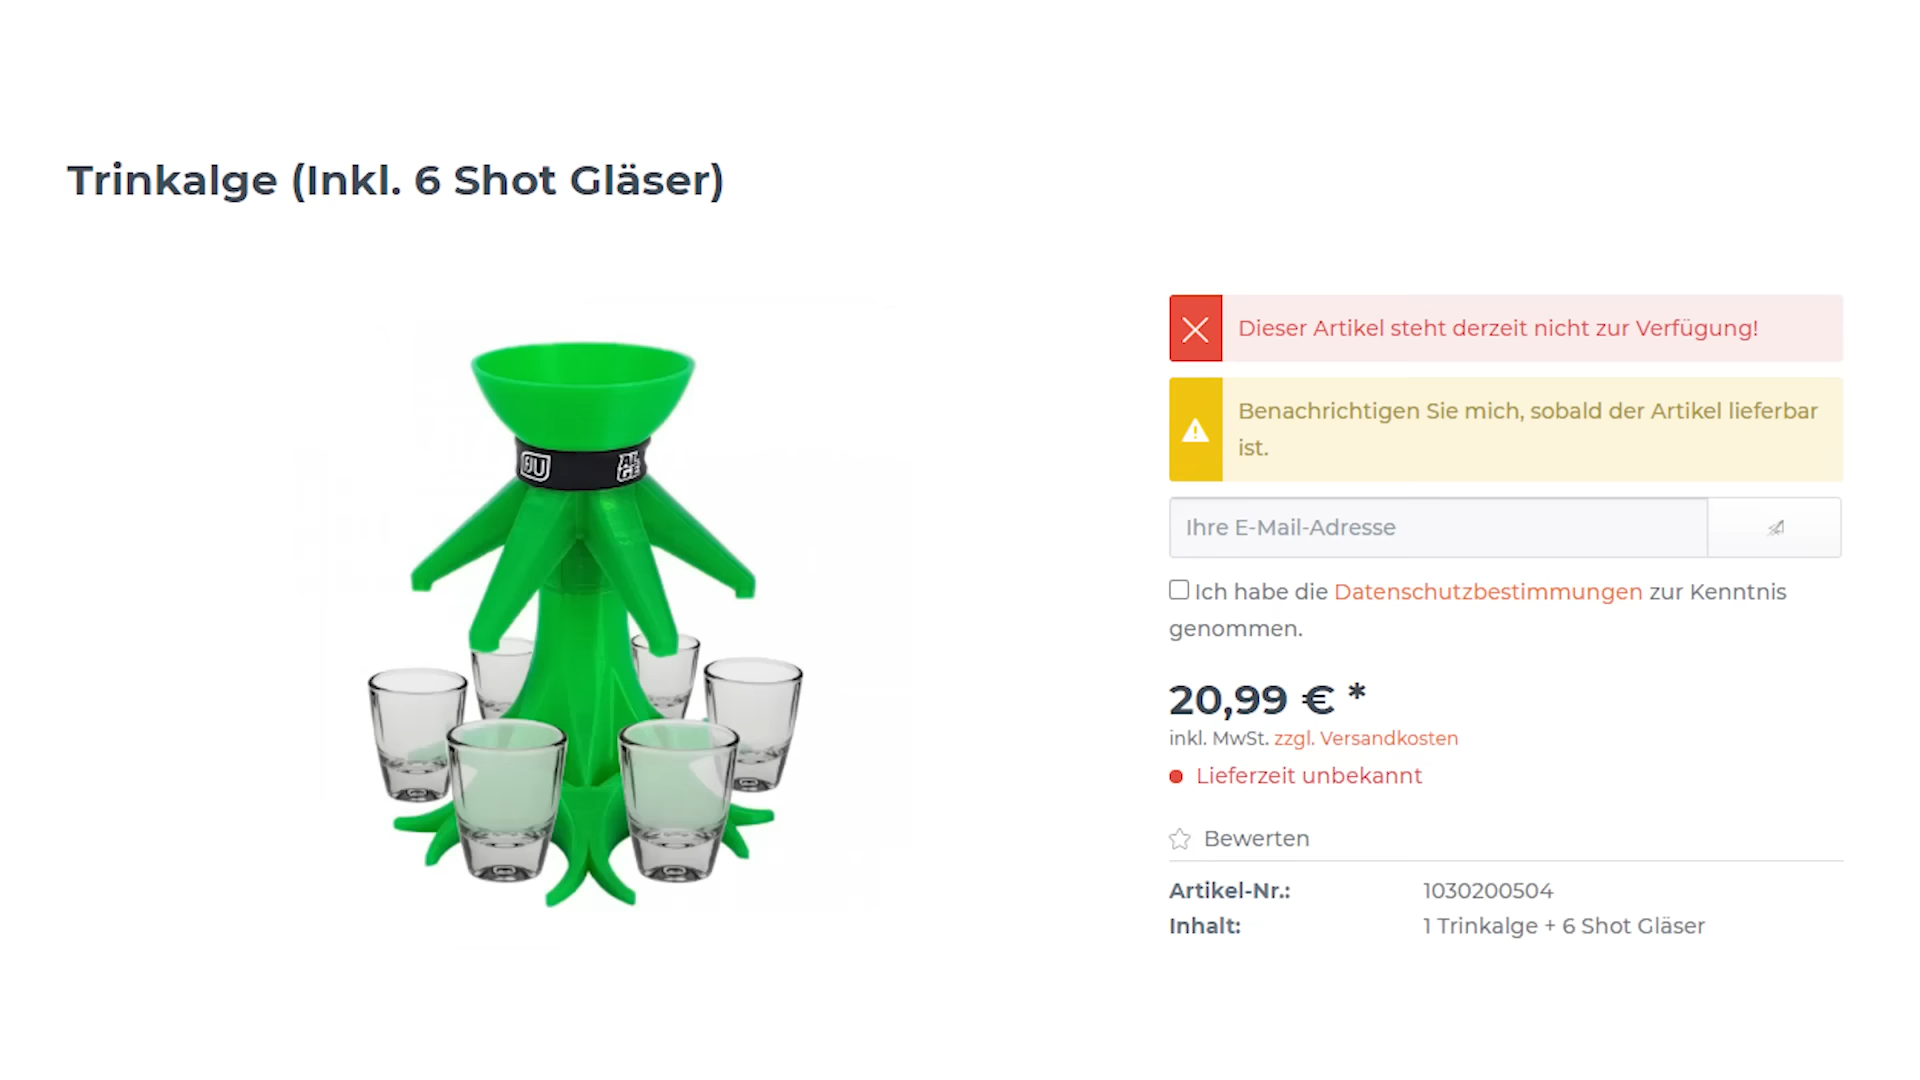 Trinkalge (Inkl. 6 Shot Gläser)
Dieser Artikel steht derzeit nicht zur Verfügung!
Benachrichtigen Sie mich, sobald der Artikel lieferbar
ist.
Ihre E-Mail-Adresse
Ich habe die Datenschutzbestimmungen zur Kenntnis
genommen.
20,99 € *
inkl. MwSt. zzgl. Versandkosten
Lieferzeit unbekannt
Bewerten
Artikel-Nr.: 1030200504
Inhalt: 1 Trinkalge + 6 Shot Gläser